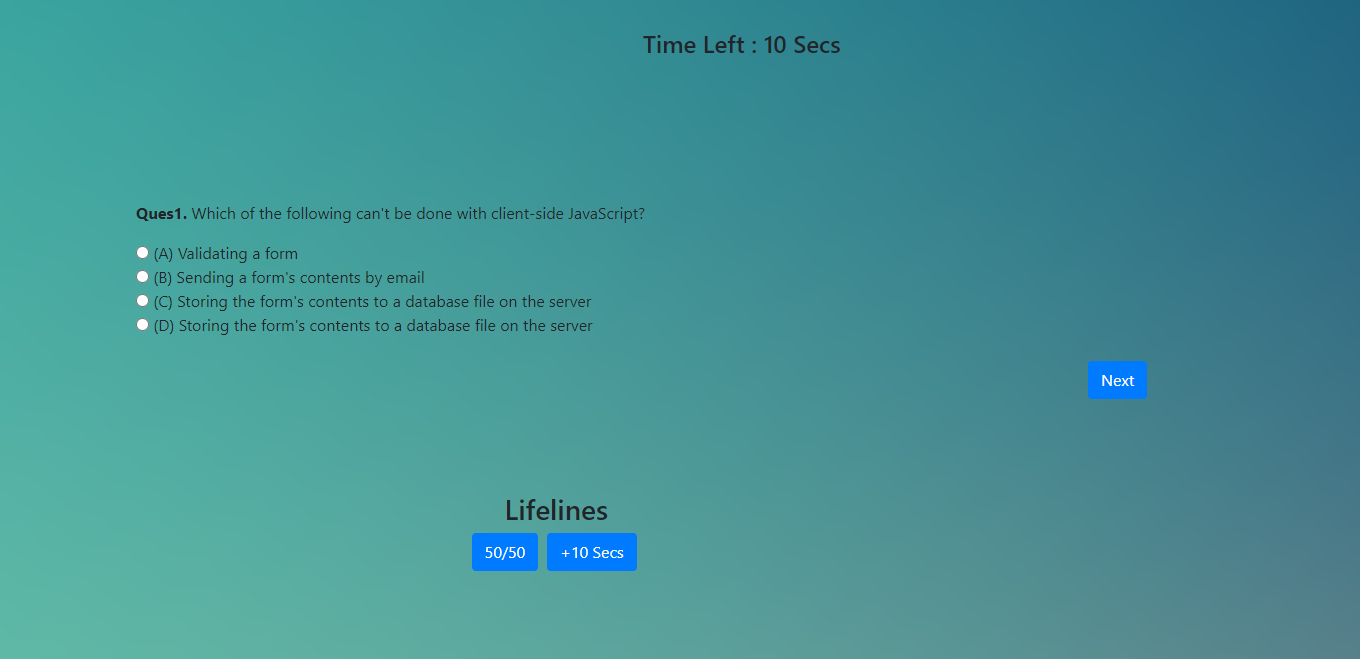 Time Left : 10 Secs
Ques1. Which of the following can't be done with client-side JavaScript?
(A) Validating a form
(B) Sending a form's contents by email
(C) Storing the form's contents to a database file on the server
(D) Storing the form's contents to a database file on the server
Next
Lifelines
50/50 +10 Secs